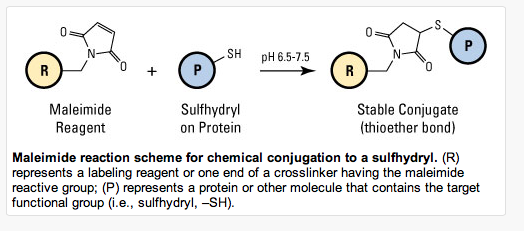 O
N
O
R
+
P
SH
pH 6.5-7.5
O
N
O
S
R
P
Maleimide
Reagent
Sulfhydryl
on Protein
Stable Conjugate
(thioether bond)
Maleimide reaction scheme for chemical conjugation to a sulfhydryl. (R)
represents a labeling reagent or one end of a crosslinker having the maleimide
reactive group; (P) represents a protein or other molecule that contains the target
functional group (i.e., sulfhydryl, –SH).